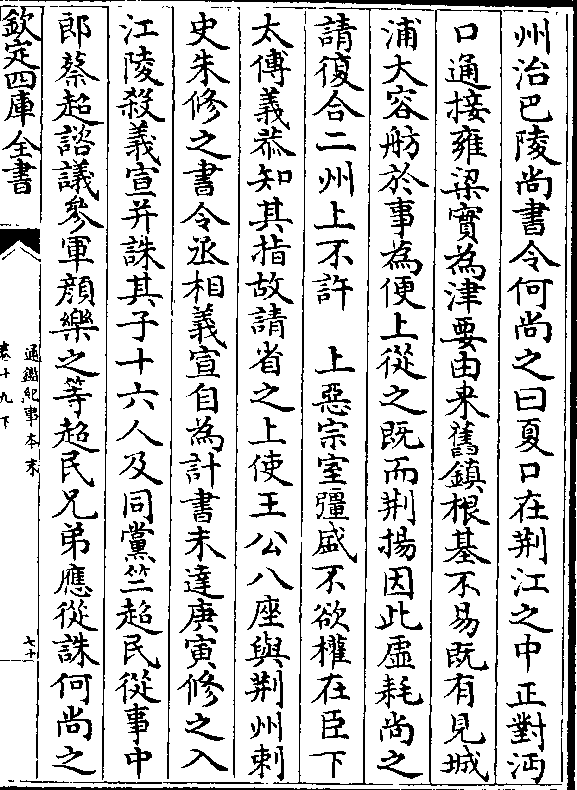 州治巴陵尚書令何尚之曰夏口在荆江之中正對沔
口通接雍梁實為津要由来舊鎮根基不易既有見城
浦大容舫於事為便上從之既而荆揚因此虛耗尚之
請復合二州上不許　上惡宗室彊盛不欲權在臣下
太傅義恭知其指故請省之上使王公八座與荆州刺
史朱修之書令丞相義宣自為計書未達庚寅修之入
江陵殺義宣并誅其子十六人及同黨竺超民從事中
郎蔡超諮議參軍顔樂之等超民兄弟應從誅何尚之
欽定四庫全書
通鑑紀事本末
卷十九下
七十